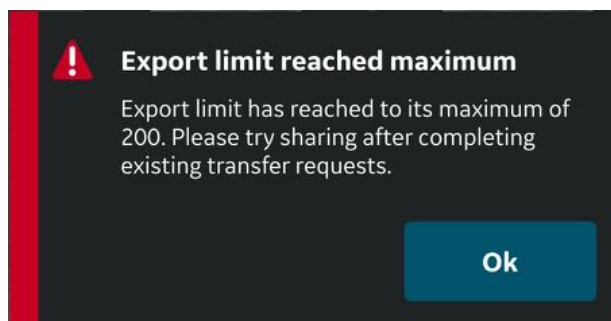 Export limit reached maximum
Export limit has reached to its maximum of
200. Please try sharing after completing
existing transfer requests.
Ok